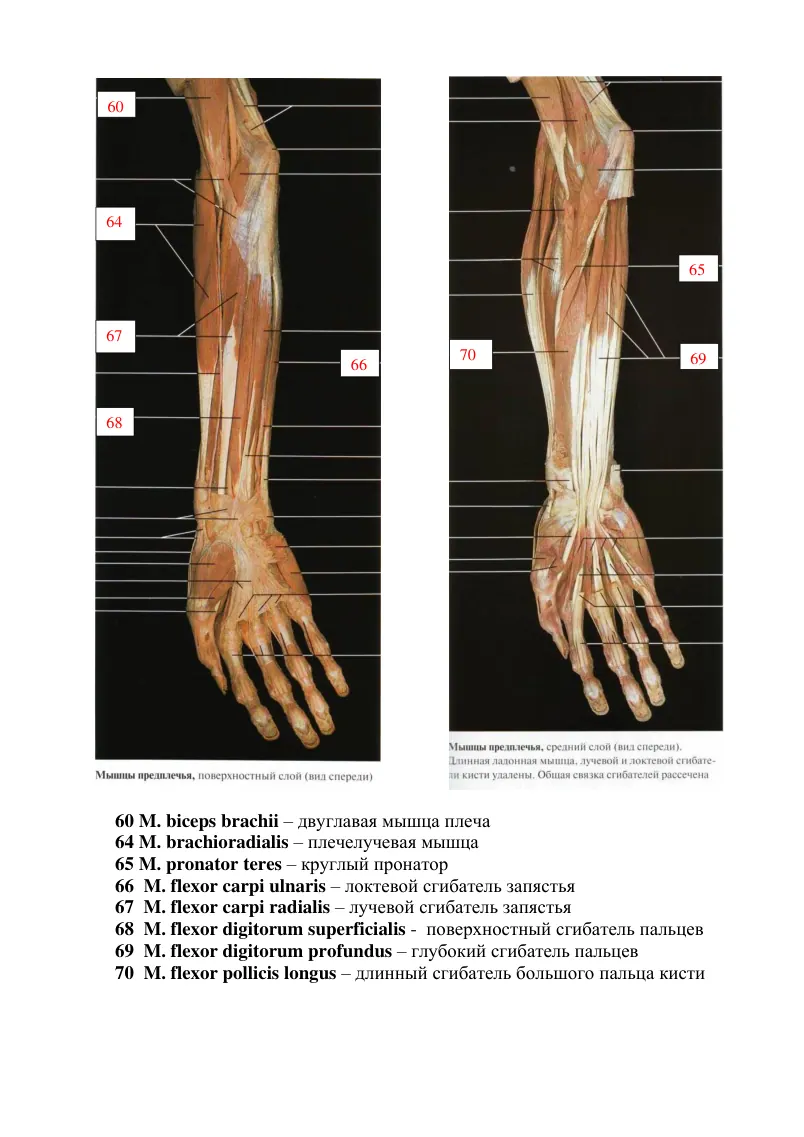 60
64
67
66
68
65
70
69
Мышцы предплечья, поверхностный слой (вид спереди)
Мышцы предплечья, средний слой (вид спереди).
Длинная ладонная мышца, лучевой и локтевой сгибате-
ли кисти удалены. Общая связка сгибателей рассечена
60 M. biceps brachii – двуглавая мышца плеча
64 M. brachioradialis – плечелучевая мышца
65 M. pronator teres – круглый пронатор
66 M. flexor carpi ulnaris – локтевой сгибатель запястья
67 M. flexor carpi radialis – лучевой сгибатель запястья
68 M. flexor digitorum superficialis - поверхностный сгибатель пальцев
69 M. flexor digitorum profundus – глубокий сгибатель пальцев
70 M. flexor pollicis longus – длинный сгибатель большого пальца кисти